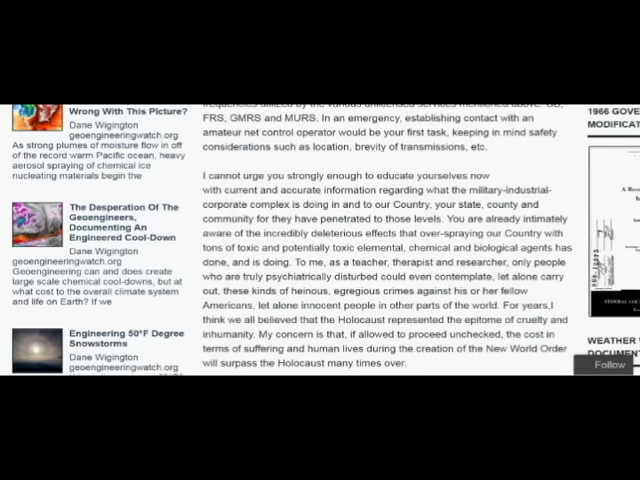 Wrong With This Picture?
Dane Wigington
geoengineeringwatch.org
As strong plumes of moisture flow in off
of the record warm Pacific ocean, heavy
aerosol spraying of chemical ice
nucleating materials begin the
The Desperation Of The
Geoengineers,
Documenting An
Engineered Cool-Down
Dane Wigington
geoengineeringwatch.org
Geoengineering can and does create
large scale chemical cool-downs, but at
what cost to the overall climate system
and life on Earth? If we
Engineering 50°F Degree
Snowstorms
Dane Wigington
geoengineeringwatch.org
frequencies utilized by the various unlicensed services mentioned above: CB,
FRS, GMRS and MURS. In an emergency, establishing contact with an
amateur net control operator would be your first task, keeping in mind safety
considerations such as location, brevity of transmissions, etc.
I cannot urge you strongly enough to educate yourselves now
with current and accurate information regarding what the military-industrial-
corporate complex is doing in and to our Country, your state, county and
community for they have penetrated to those levels. You are already intimately
aware of the incredibly deleterious effects that over-spraying our Country with
tons of toxic and potentially toxic elemental, chemical and biological agents has
done, and is doing. To me, as a teacher, therapist and researcher, only people
who are truly psychiatrically disturbed could even contemplate, let alone carry
out, these kinds of heinous, egregious crimes against his or her fellow
Americans, let alone innocent people in other parts of the world. For years,I
think we all believed that the Holocaust represented the epitome of cruelty and
inhumanity. My concern is that, if allowed to proceed unchecked, the cost in
terms of suffering and human lives during the creation of the New World Order
will surpass the Holocaust many times over.
1966 GOVE
MODIFICAT
A Reco
FEDERAL COU
WEATHER
DOCUMENT
Follow